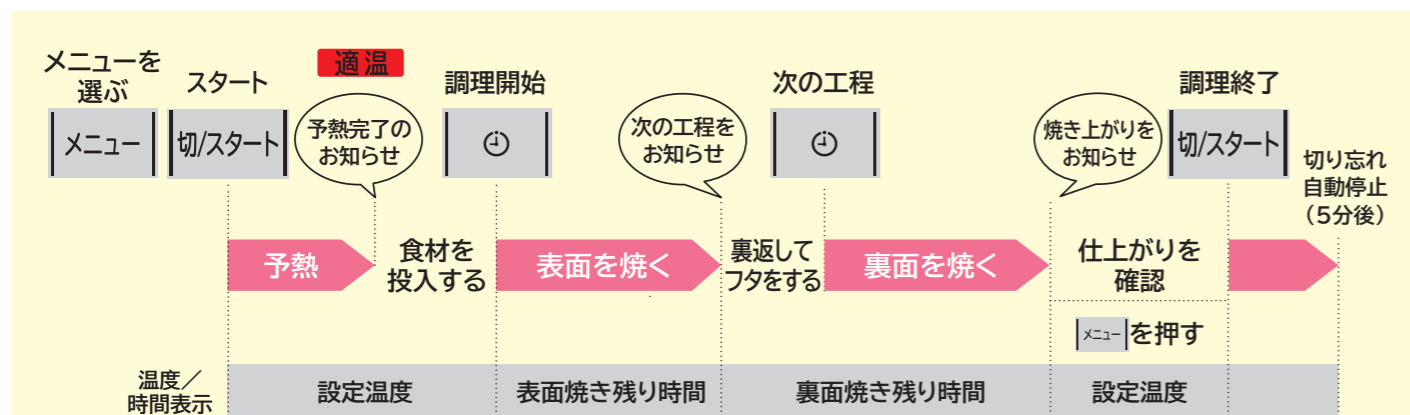 メニューを
選ぶ
メニュー
スタート
切/スタート
適温
予熱完了の
お知らせ
調理開始
次の工程を
お知らせ
次の工程
焼き上がりを
お知らせ
調理終了
切/スタート
切り忘れ
自動停止
（5分後）
予熱
食材を
投入する
表面を焼く
裏返して
フタをする
裏面を焼く
仕上がりを
確認
メニューを押す
温度／
時間表示
設定温度
表面焼き残り時間
裏面焼き残り時間
設定温度